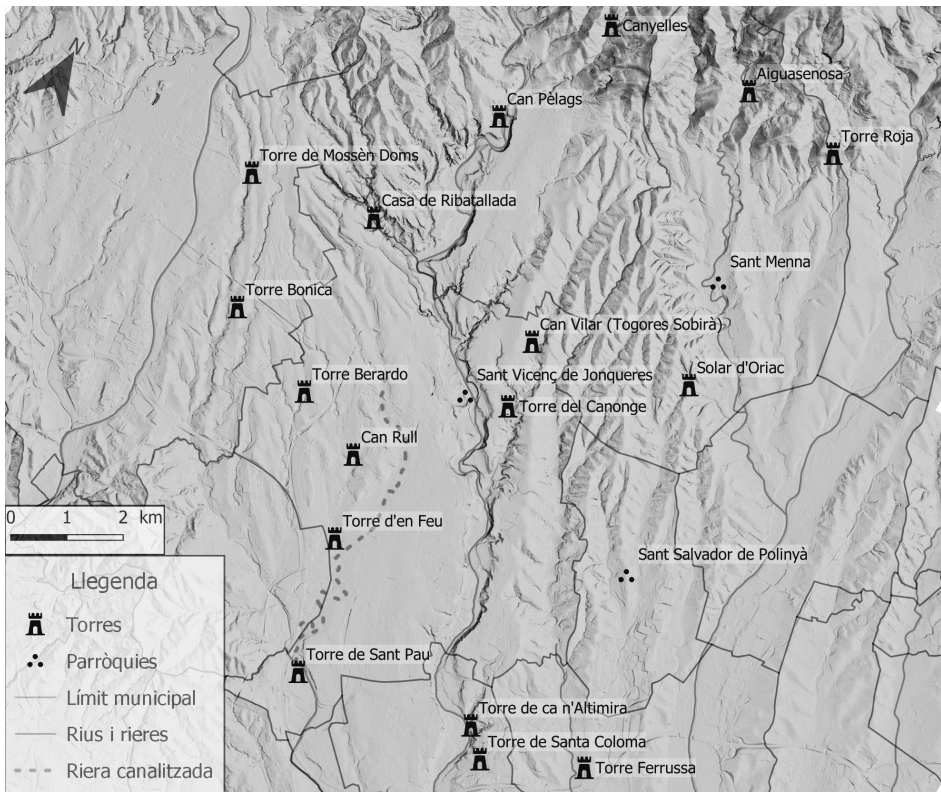 N
Canyelles
Aiguasenosa
Can Pèlags
Torre Roja
Torre de Mossèn Doms
Casa de Ribatallada
Sant Menna
Torre Bonica
Can Vilar (Togores Sobirà)
Torre Berardo
Sant Vicenç de Jonqueres
Solar d'Oriac
Torre del Canonge
Can Rull
0 1 2 km
Torre d'en Feu
Sant Salvador de Polinyà
Llegenda
Torres
Parròquies
Límit municipal
Rius i rieres
Riera canalitzada
Torre de Sant Pau
Torre de ca n'Altimira
Torre de Santa Coloma
Torre Ferrussa